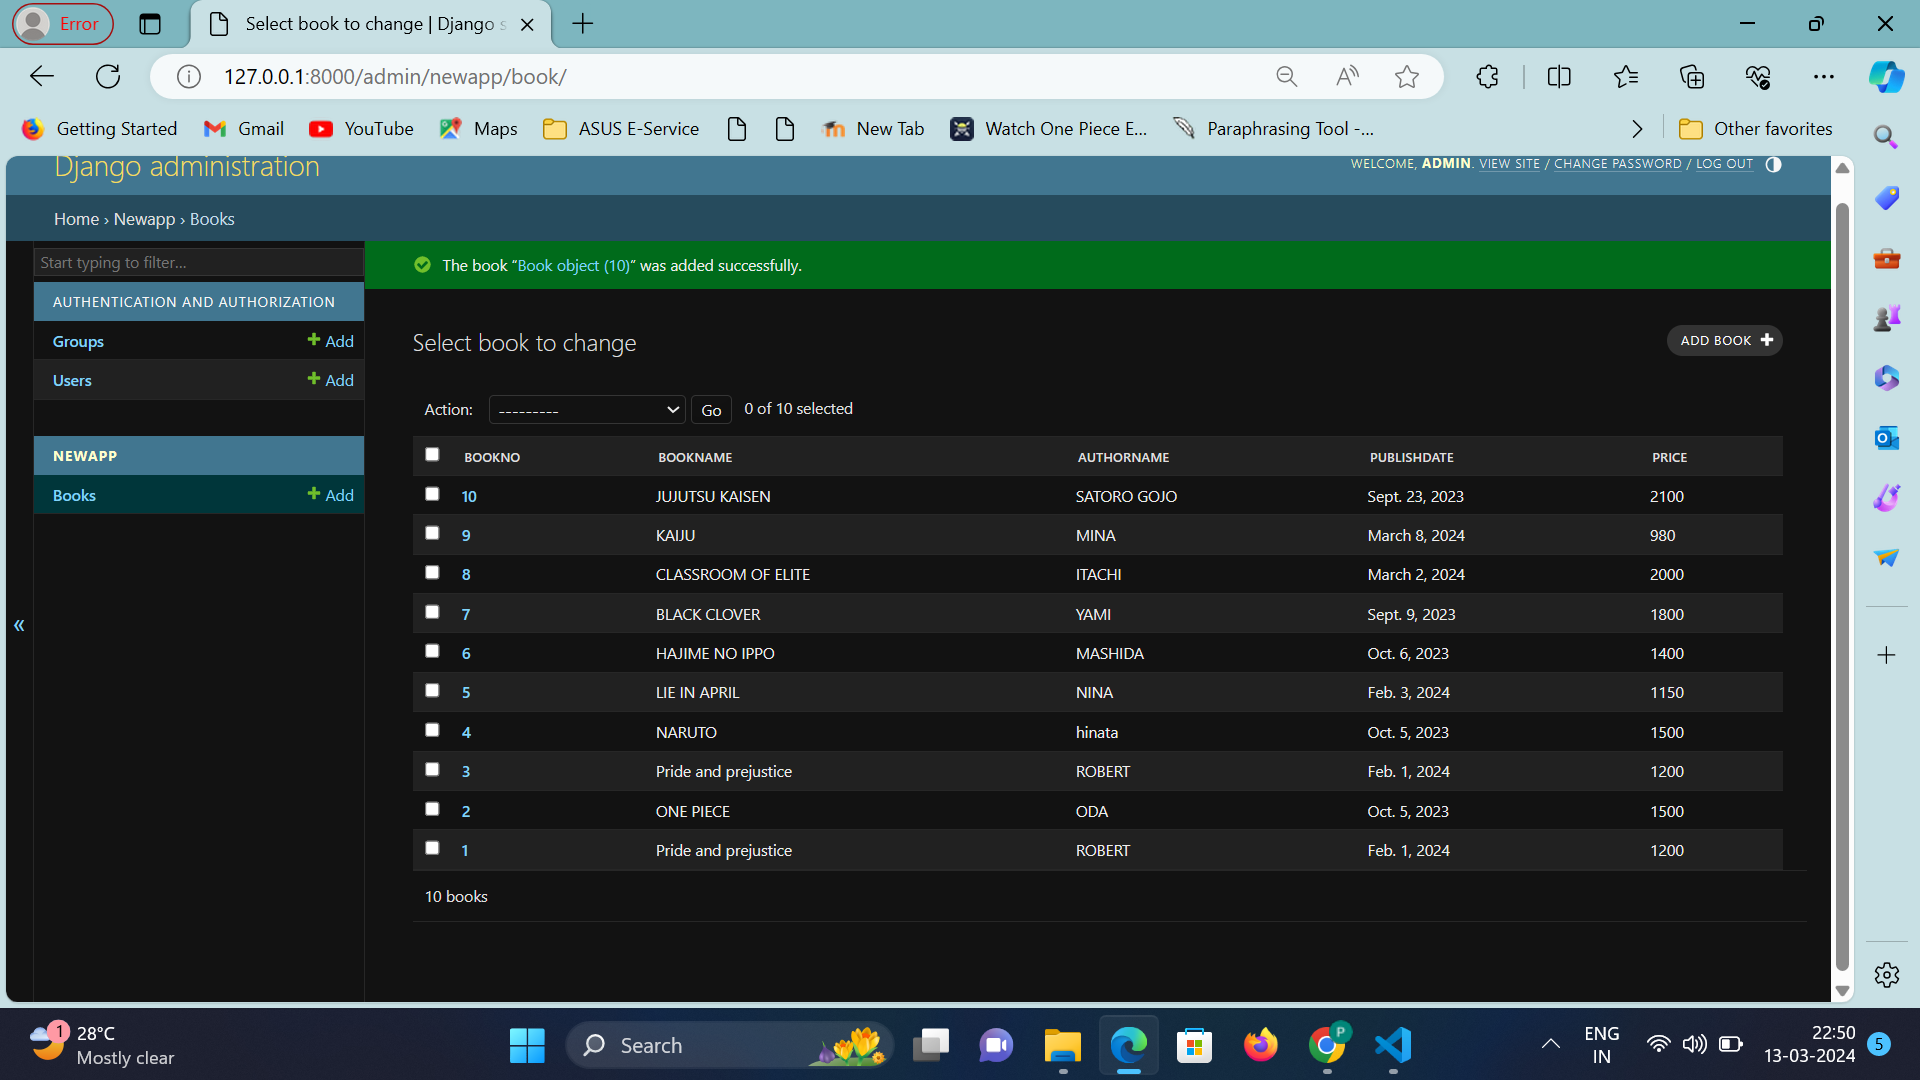 Error
Select book to change | Django s
127.0.0.1:8000/admin/newapp/book/
Getting Started
Gmail
YouTube
Maps
ASUS E-Service
New Tab
Watch One Piece E...
Paraphrasing Tool -...
Other favorites
Django administration
WELCOME, ADMIN. VIEW SITE / CHANGE PASSWORD / LOG OUT
Home › Newapp › Books
Start typing to filter...
AUTHENTICATION AND AUTHORIZATION
Groups + Add
Users + Add
NEWAPP
Books + Add
«
The book “Book object (10)” was added successfully.
Select book to change
ADD BOOK +
Action: --------- Go 0 of 10 selected
BOOKNO BOOKNAME AUTHORNAME PUBLISHDATE PRICE
10 JUJUTSU KAISEN SATORO GOJO Sept. 23, 2023 2100
9 KAIJU MINA March 8, 2024 980
8 CLASSROOM OF ELITE ITACHI March 2, 2024 2000
7 BLACK CLOVER YAMI Sept. 9, 2023 1800
6 HAJIME NO IPPO MASHIDA Oct. 6, 2023 1400
5 LIE IN APRIL NINA Feb. 3, 2024 1150
4 NARUTO hinata Oct. 5, 2023 1500
3 Pride and prejustice ROBERT Feb. 1, 2024 1200
2 ONE PIECE ODA Oct. 5, 2023 1500
1 Pride and prejustice ROBERT Feb. 1, 2024 1200
10 books
1
28°C
Mostly clear
Search
P
ENG
IN
22:50
13-03-2024
5